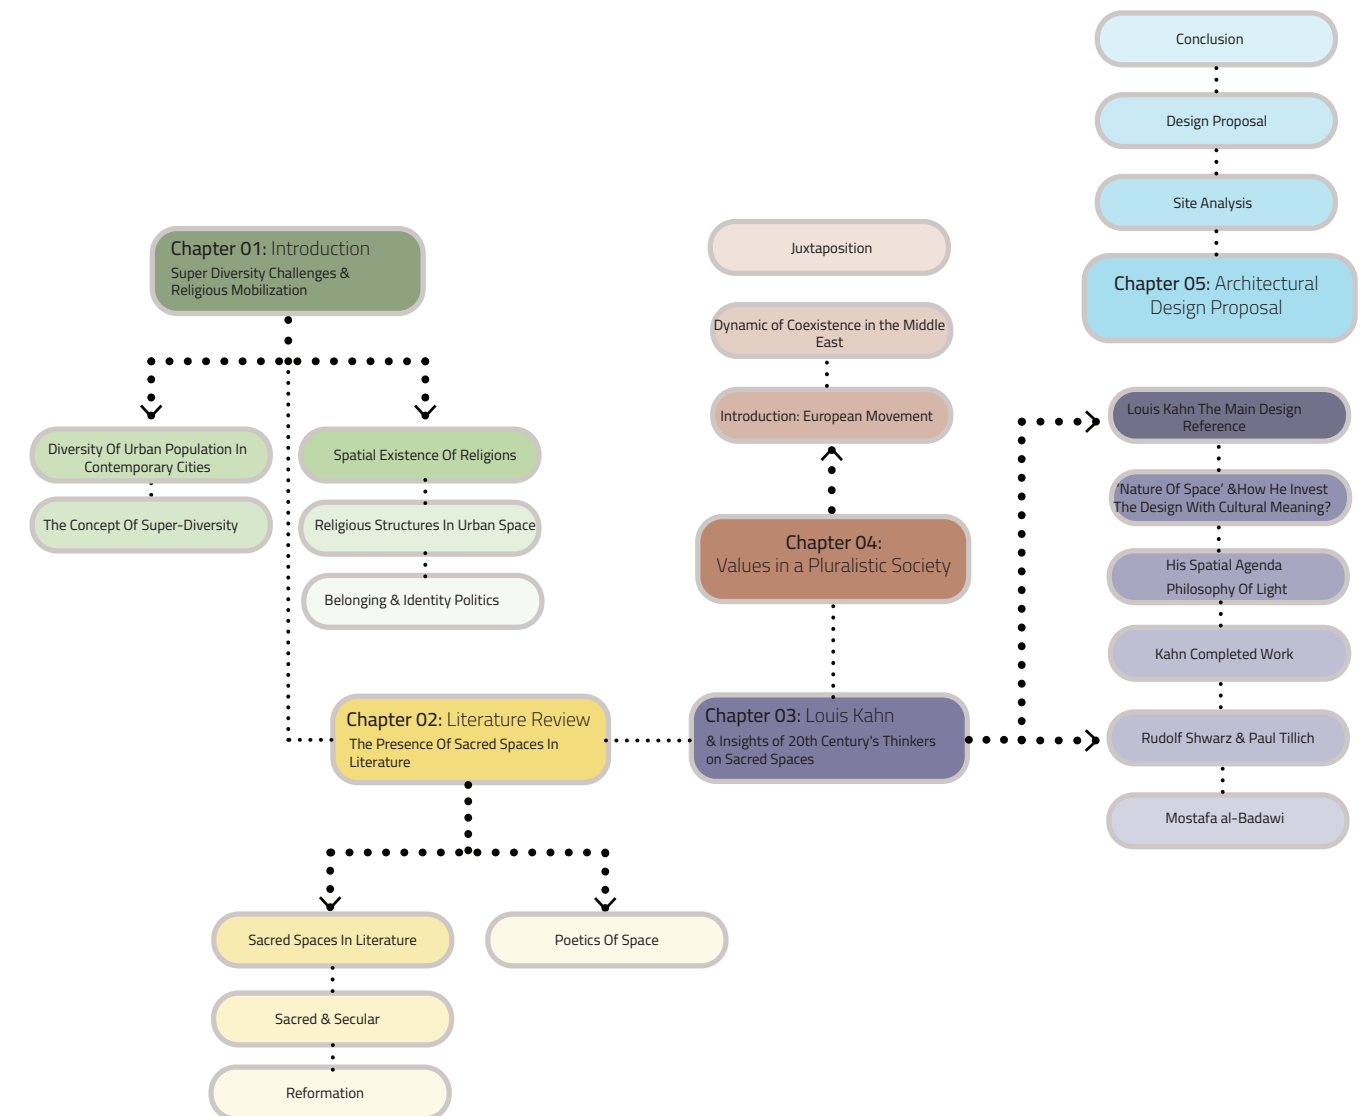 Chapter 01: Introduction
Super Diversity Challenges &
Religious Mobilization
Diversity Of Urban Population In
Contemporary Cities
The Concept Of Super-Diversity
Spatial Existence Of Religions
Religious Structures In Urban Space
Belonging & Identity Politics
Chapter 02: Literature Review
The Presence Of Sacred Spaces In
Literature
Sacred Spaces In Literature
Sacred & Secular
Reformation
Poetics Of Space
Chapter 03: Louis Kahn
& Insights of 20th Century's Thinkers
on Sacred Spaces
Louis Kahn The Main Design
Reference
'Nature Of Space' &How He Invest
The Design With Cultural Meaning?
His Spatial Agenda
Philosophy Of Light
Kahn Completed Work
Rudolf Shwarz & Paul Tillich
Mostafa al-Badawi
Chapter 04:
Values in a Pluralistic Society
Introduction: European Movement
Dynamic of Coexistence in the Middle
East
Juxtaposition
Chapter 05: Architectural
Design Proposal
Site Analysis
Design Proposal
Conclusion